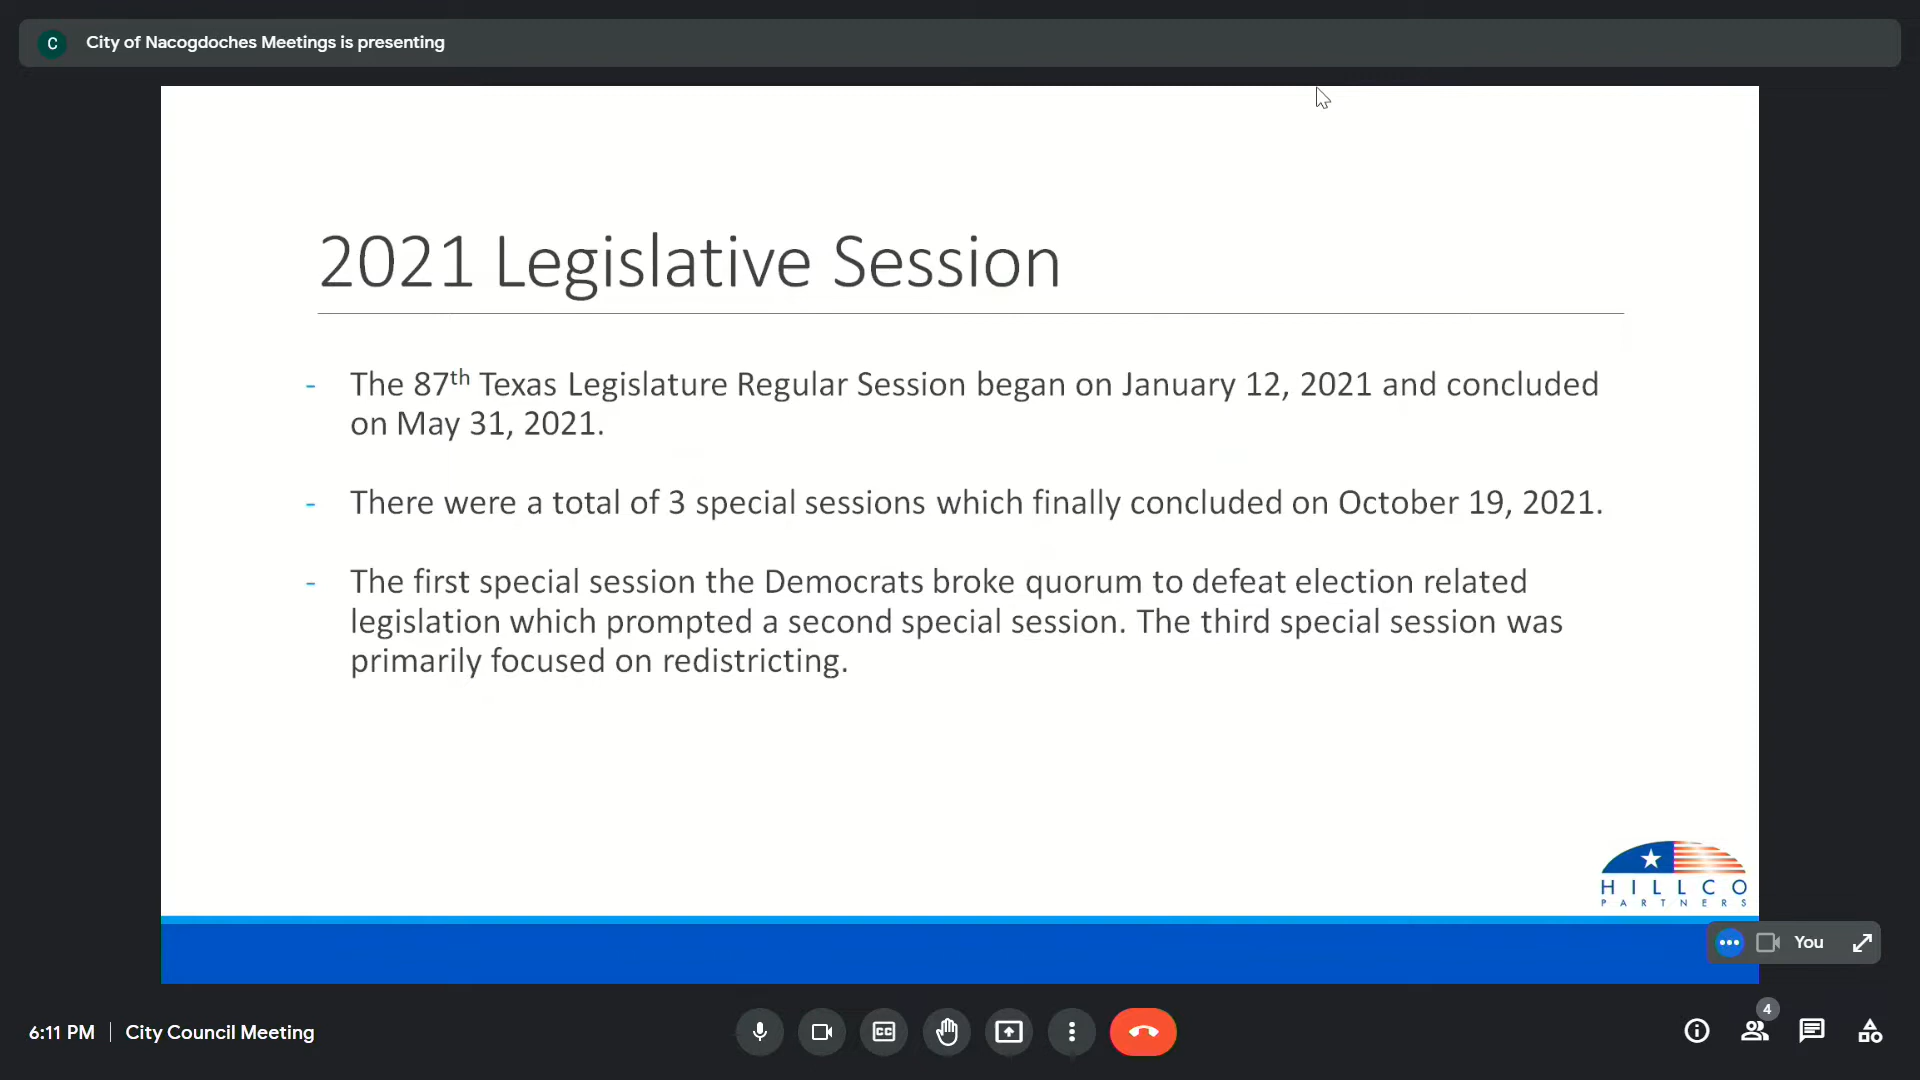 C City of Nacogdoches Meetings is presenting
2021 Legislative Session
- The 87th Texas Legislature Regular Session began on January 12, 2021 and concluded
on May 31, 2021.
- There were a total of 3 special sessions which finally concluded on October 19, 2021.
- The first special session the Democrats broke quorum to defeat election related
legislation which prompted a second special session. The third special session was
primarily focused on redistricting.
HILLCO
PARTNERS
You
4
6:11 PM | City Council Meeting
CC